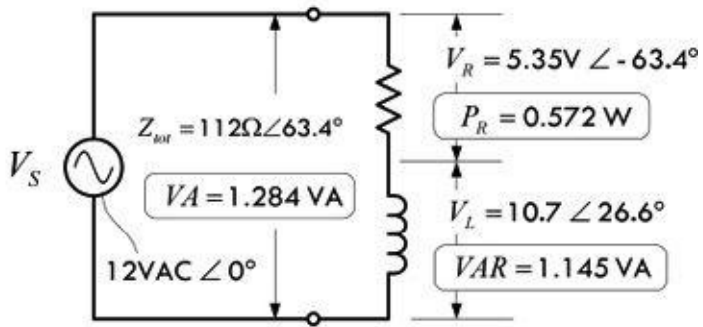 V_R = 5.35V ∠ - 63.4°
P_R = 0.572 W
Z_tot = 112Ω∠63.4°
V_S
VA = 1.284 VA
V_L = 10.7 ∠ 26.6°
12VAC ∠ 0°
VAR = 1.145 VA